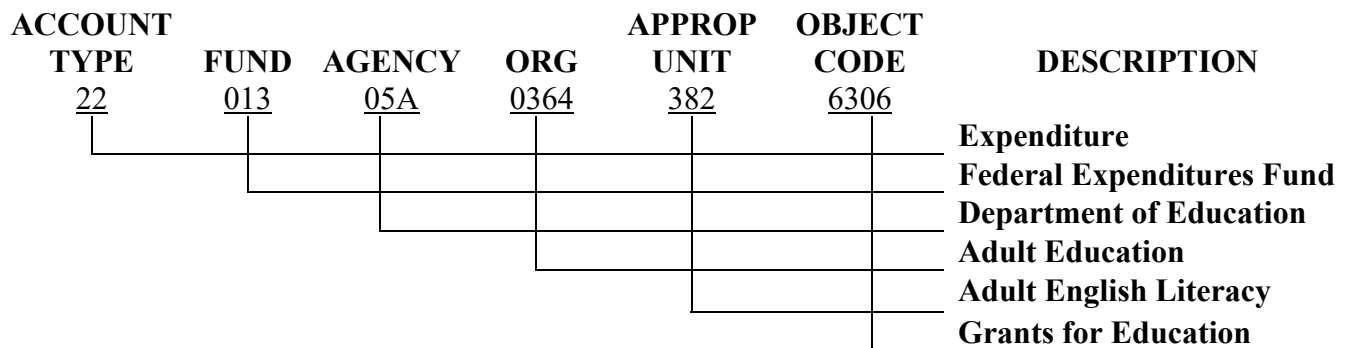 ACCOUNT APPROP OBJECT
TYPE FUND AGENCY ORG UNIT CODE DESCRIPTION
22 013 05A 0364 382 6306
Expenditure
Federal Expenditures Fund
Department of Education
Adult Education
Adult English Literacy
Grants for Education